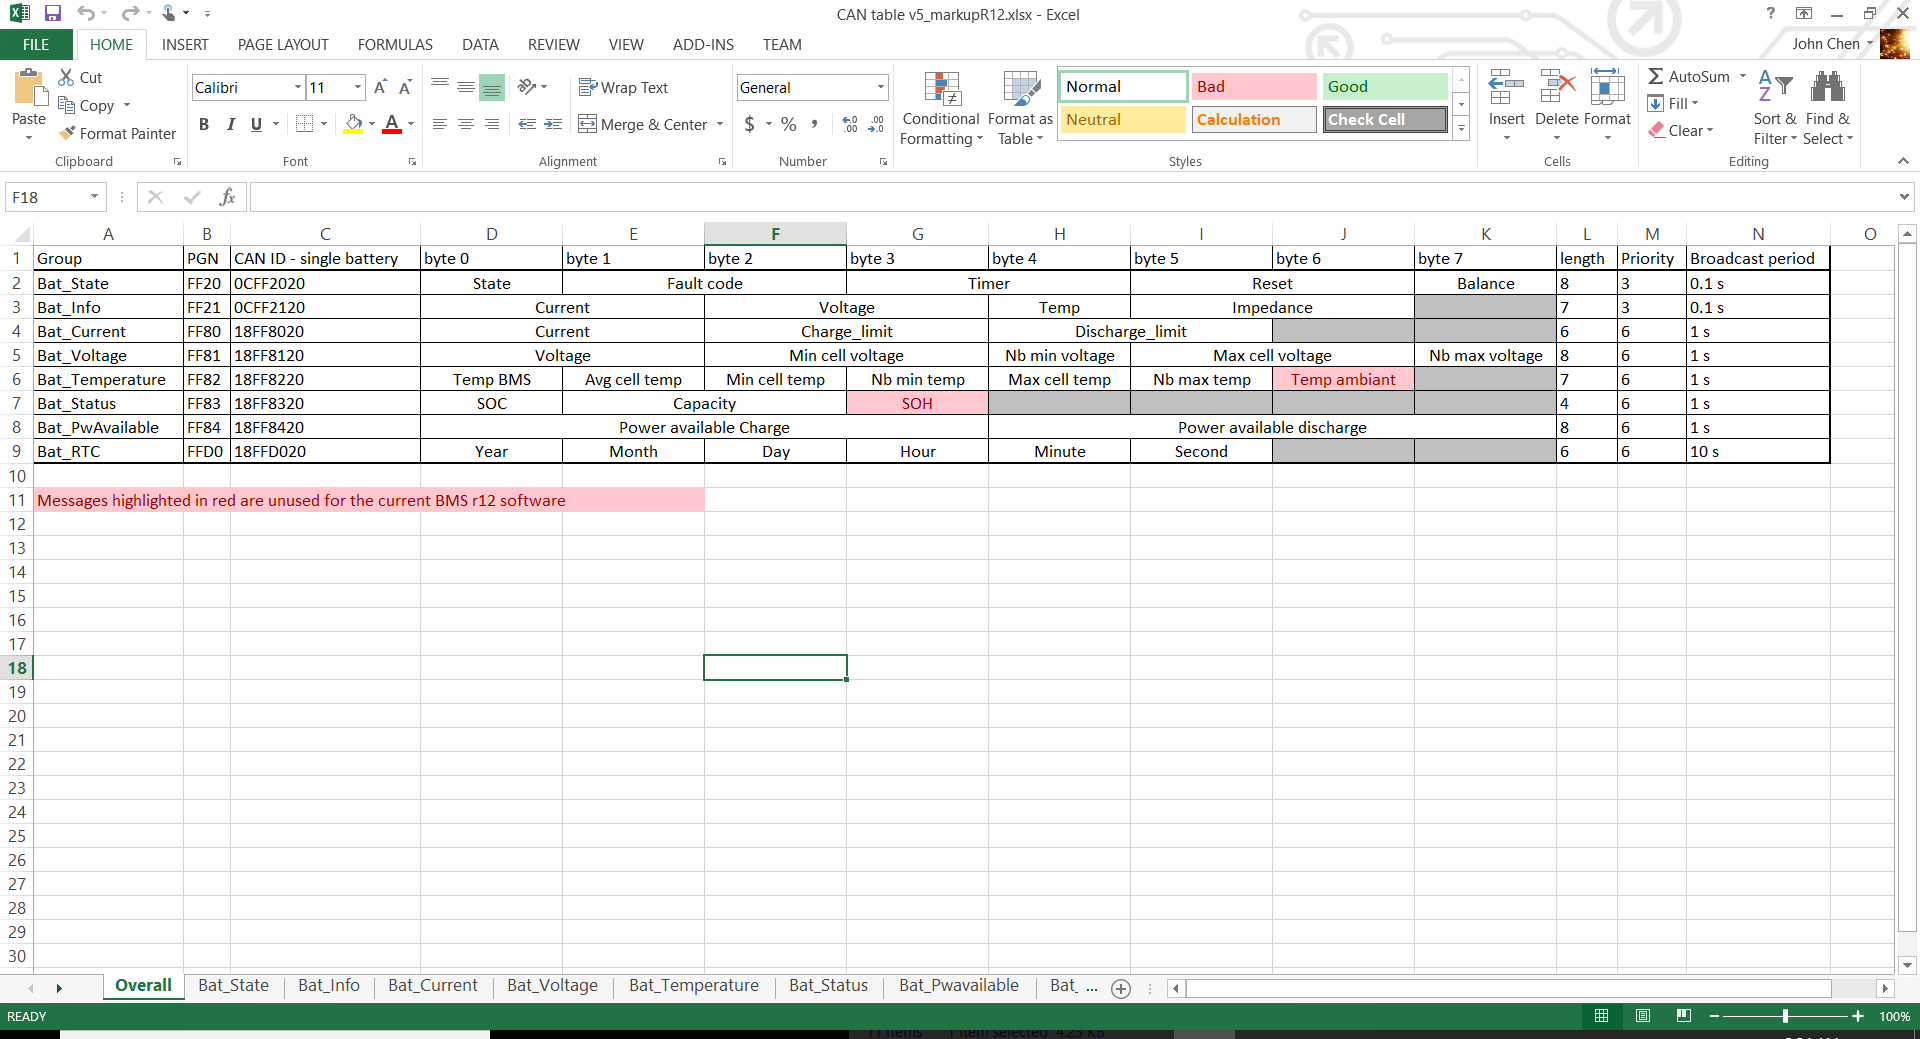 CAN table v5_markupR12.xlsx - Excel
?
FILE HOME INSERT PAGE LAYOUT FORMULAS DATA REVIEW VIEW ADD-INS TEAM
John Chen
Paste
Cut
Copy
Format Painter
Clipboard
Calibri 11
B I U
Font
Wrap Text
Merge & Center
Alignment
General
$ % ,
Number
Conditional Formatting
Format as Table
Normal Bad Good
Neutral Calculation Check Cell
Styles
Insert Delete Format
Cells
AutoSum
Fill
Clear
Sort & Filter
Find & Select
Editing
F18
fx
A B C D E F G H I J K L M N O
1 Group PGN CAN ID - single battery byte 0 byte 1 byte 2 byte 3 byte 4 byte 5 byte 6 byte 7 length Priority Broadcast period
2 Bat_State FF20 0CFF2020 State Fault code Timer Reset Balance 8 3 0.1 s
3 Bat_Info FF21 0CFF2120 Current Voltage Temp Impedance 7 3 0.1 s
4 Bat_Current FF80 18FF8020 Current Charge_limit Discharge_limit 6 6 1 s
5 Bat_Voltage FF81 18FF8120 Voltage Min cell voltage Nb min voltage Max cell voltage Nb max voltage 8 6 1 s
6 Bat_Temperature FF82 18FF8220 Temp BMS Avg cell temp Min cell temp Nb min temp Max cell temp Nb max temp Temp ambiant 7 6 1 s
7 Bat_Status FF83 18FF8320 SOC Capacity SOH 4 6 1 s
8 Bat_PwAvailable FF84 18FF8420 Power available Charge Power available discharge 8 6 1 s
9 Bat_RTC FFD0 18FFD020 Year Month Day Hour Minute Second 6 6 10 s
10
11 Messages highlighted in red are unused for the current BMS r12 software
12
13
14
15
16
17
18
19
20
21
22
23
24
25
26
27
28
29
30
Overall Bat_State Bat_Info Bat_Current Bat_Voltage Bat_Temperature Bat_Status Bat_Pwavailable Bat_ ...
READY
100%